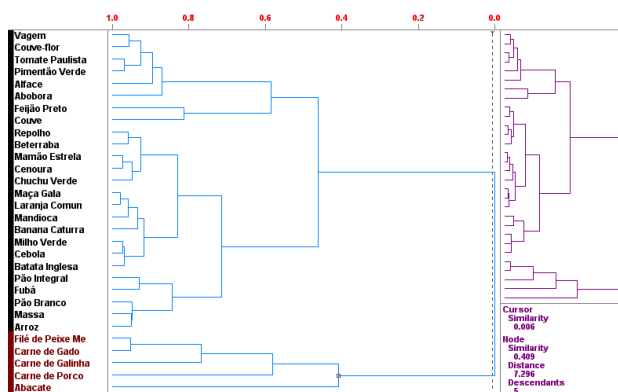 1.0 0.8 0.6 0.4 0.2 0.0
Vagem
Couve-flor
Tomate Paulista
Pimentão Verde
Alface
Abobora
Feijão Preto
Couve
Repolho
Beterraba
Mamão Estrela
Cenoura
Chuchu Verde
Maça Gala
Laranja Comun
Mandioca
Banana Caturra
Milho Verde
Cebola
Batata Inglesa
Pão Integral
Fubá
Pão Branco
Massa
Arroz
Filé de Peixe Me
Carne de Gado
Carne de Galinha
Carne de Porco
Abacate
Cursor
Similarity
0.006
Node
Similarity
0.409
Distance
7.296
Descendants
5